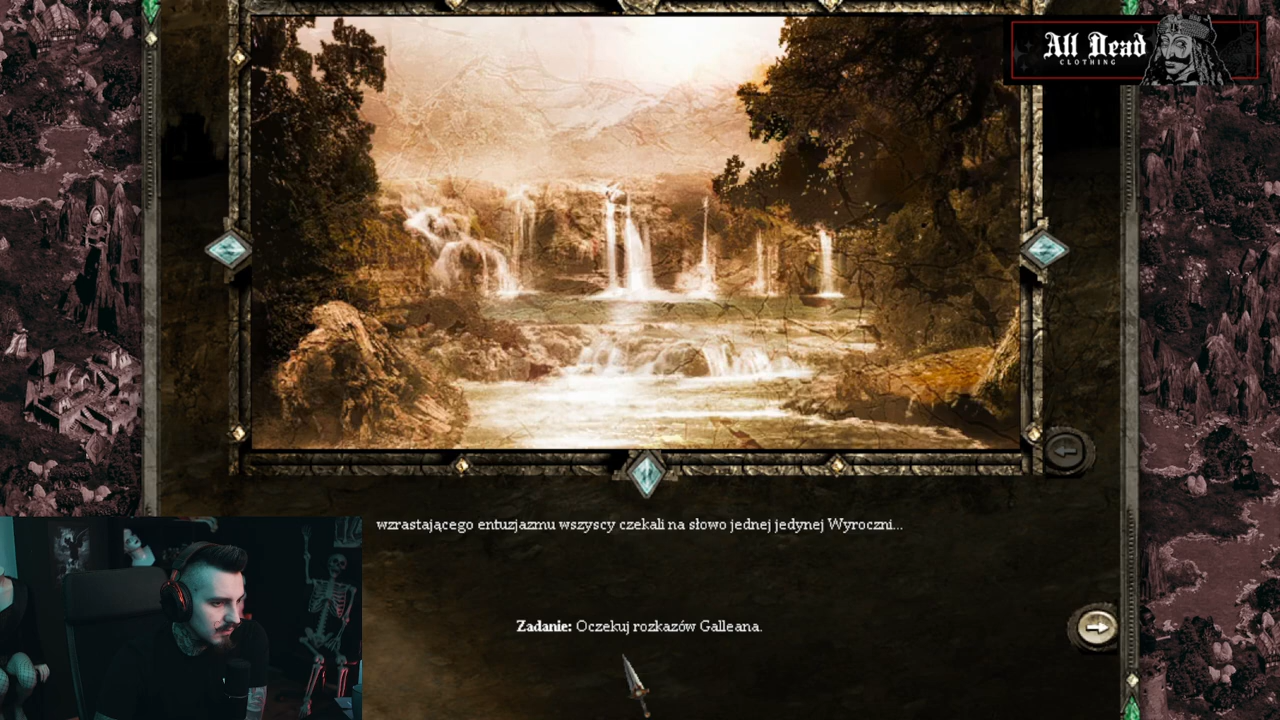 All Dead
CLOTHING
wzrastającego entuzjazmu wszyscy czekali na słowo jednej jedynej Wyroczni...
Zadanie: Oczekuj rozkazów Galleana.